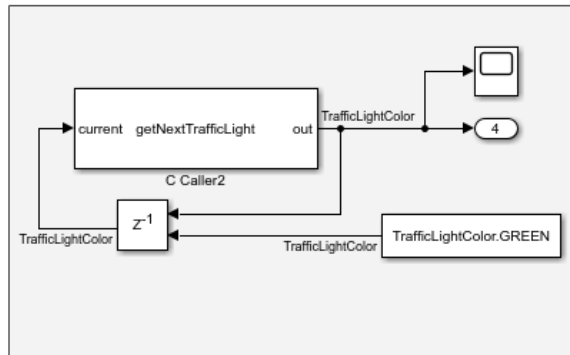 TrafficLightColor
current getNextTrafficLight out
4
C Caller2
Z-1
TrafficLightColor
TrafficLightColor
TrafficLightColor.GREEN